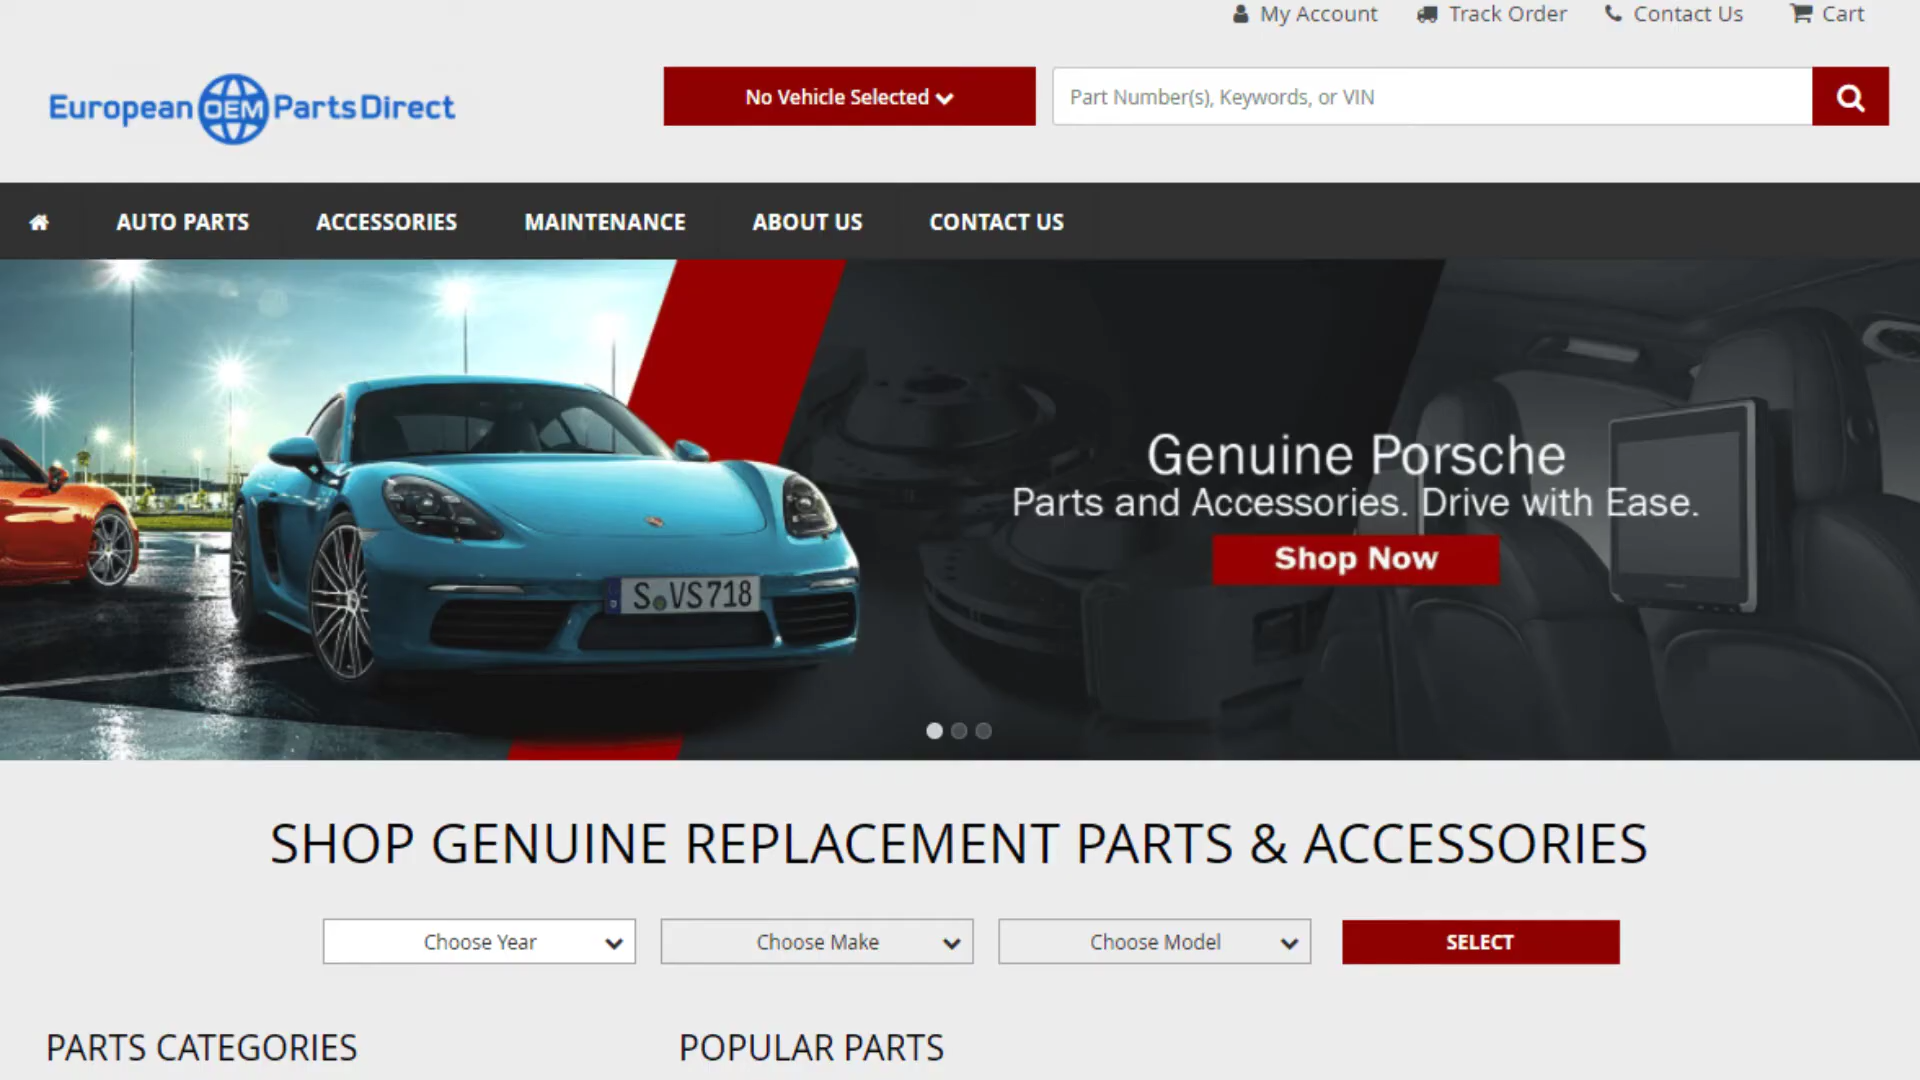 My Account
Track Order
Contact Us
Cart
European OEM Parts Direct
No Vehicle Selected
Part Number(s), Keywords, or VIN
AUTO PARTS
ACCESSORIES
MAINTENANCE
ABOUT US
CONTACT US
Genuine Porsche
Parts and Accessories. Drive with Ease.
Shop Now
S VS718
SHOP GENUINE REPLACEMENT PARTS & ACCESSORIES
Choose Year
Choose Make
Choose Model
SELECT
PARTS CATEGORIES
POPULAR PARTS